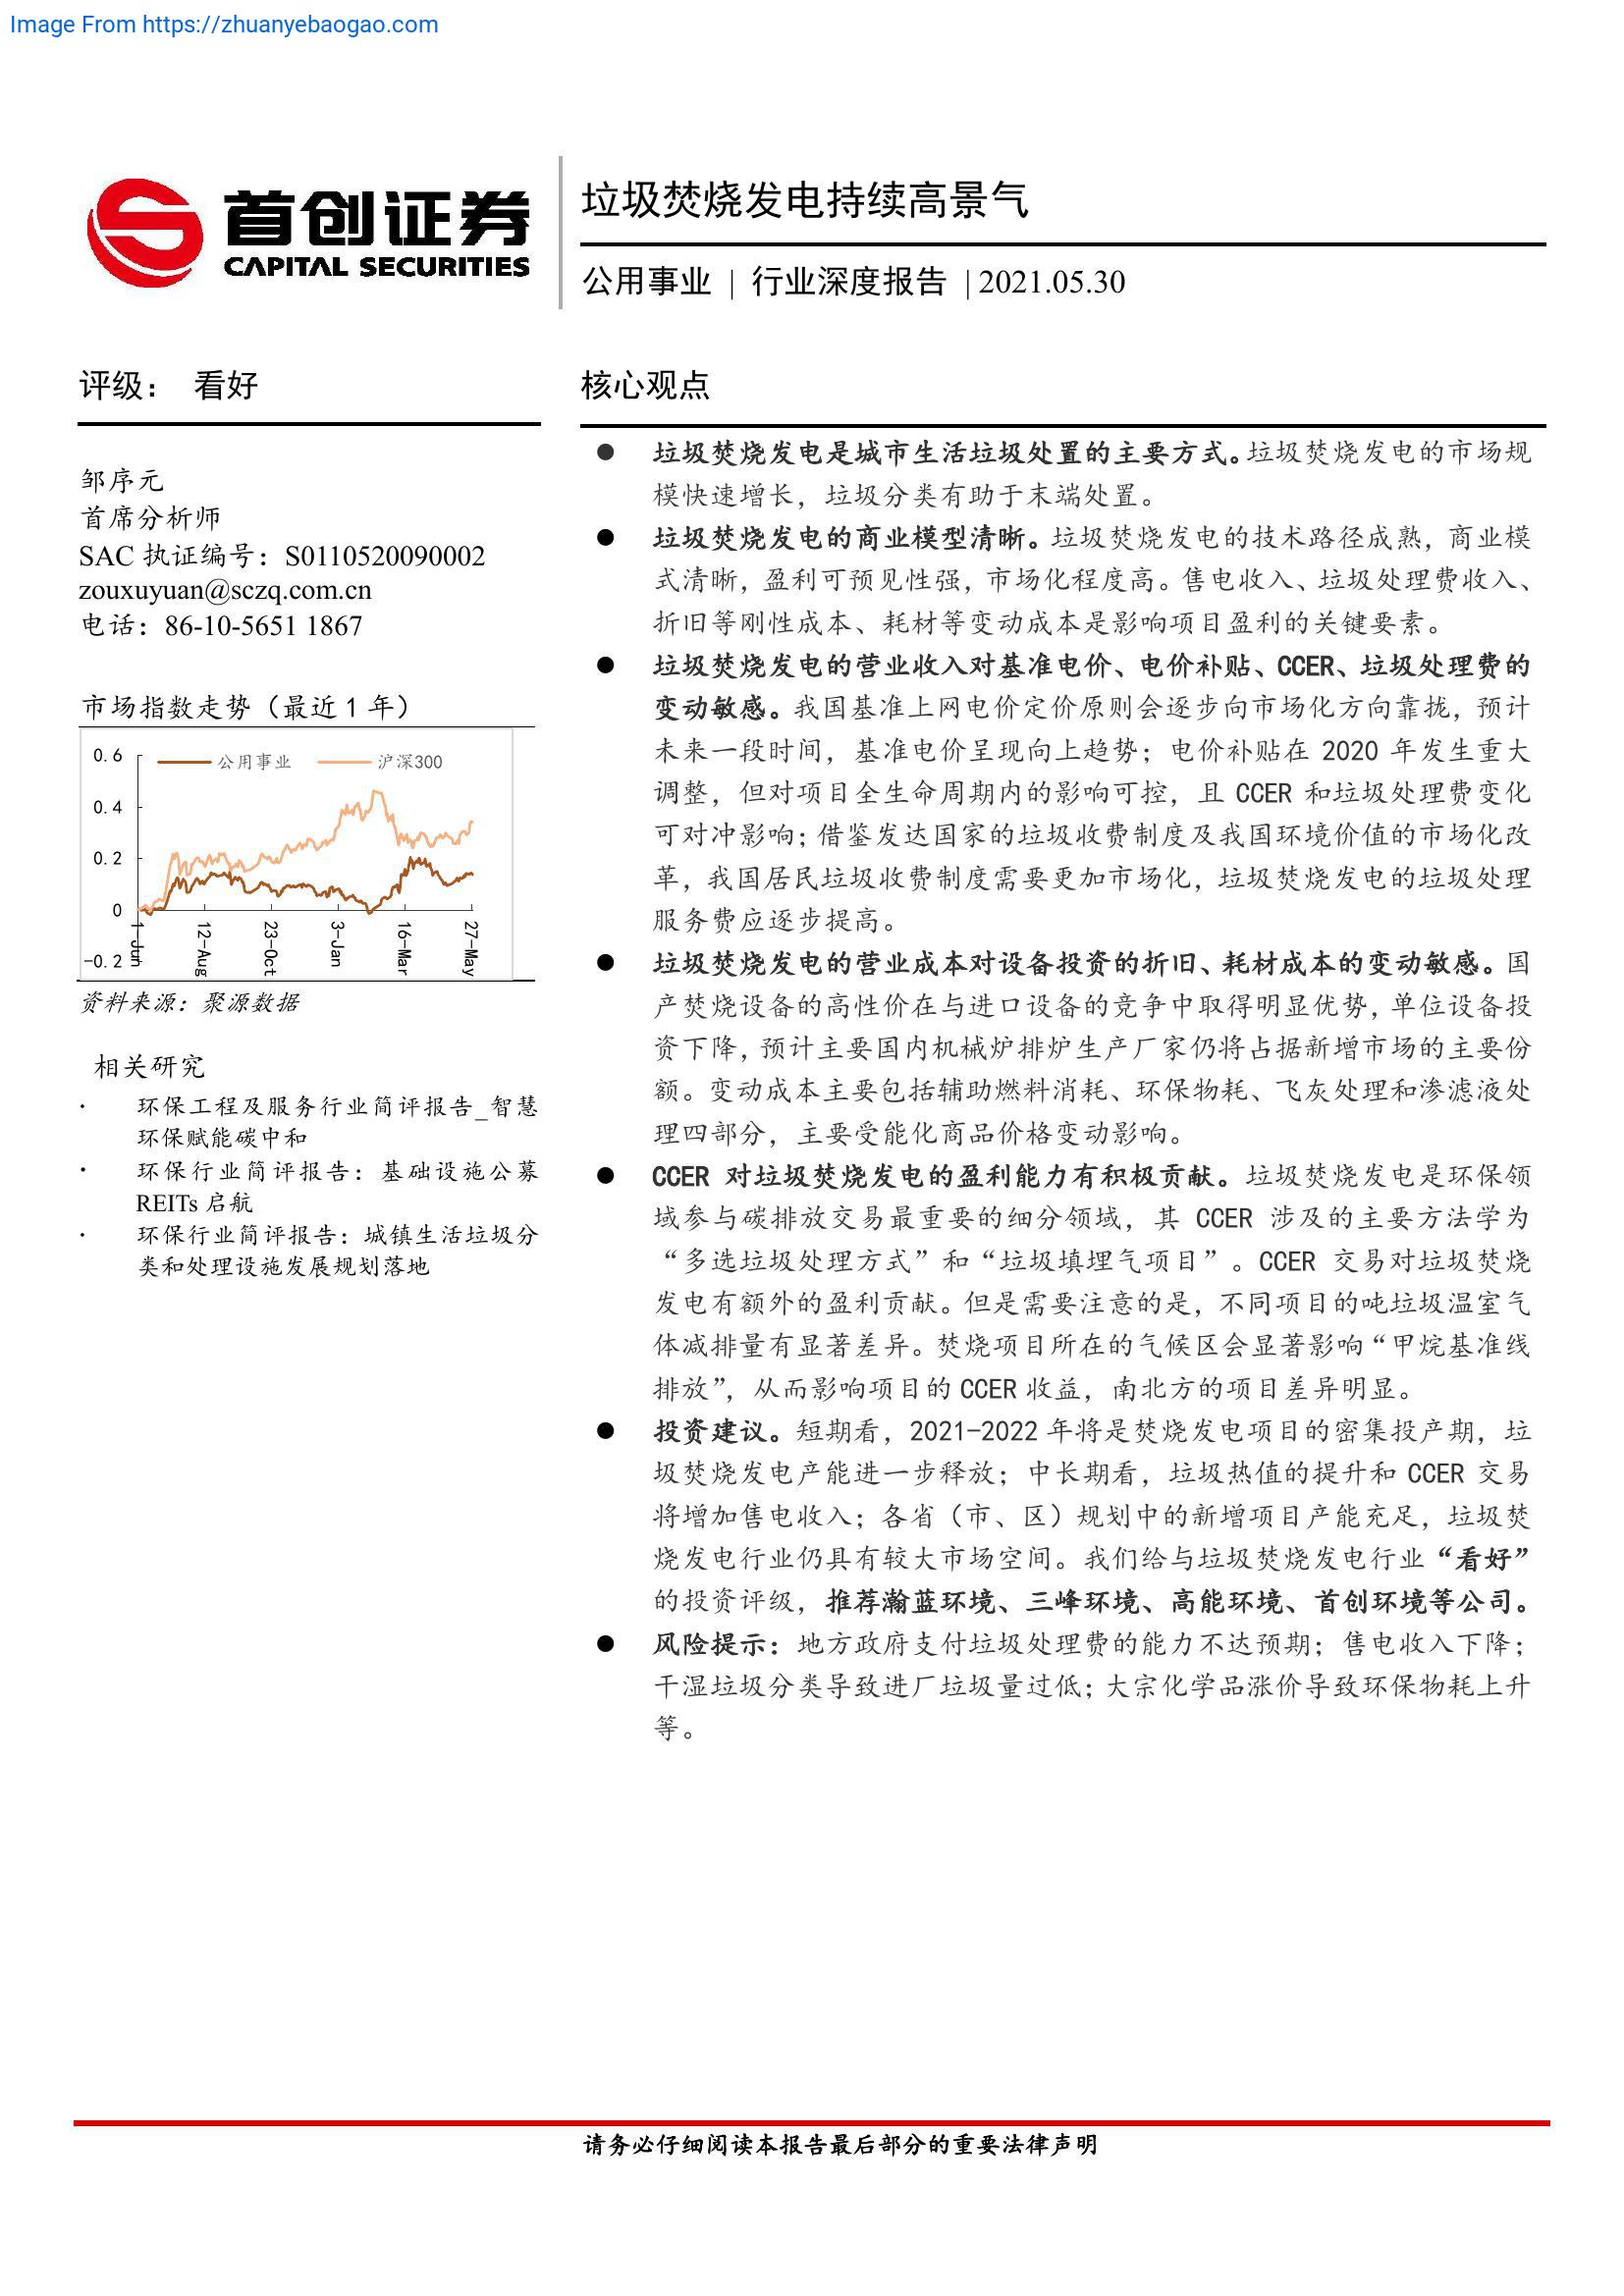 Image From https://zhuanyebaogao.com
首创证券
CAPITAL SECURITIES
垃圾焚烧发电持续高景气
公用事业 | 行业深度报告 | 2021.05.30
评级： 看好
邹序元
首席分析师
SAC 执证编号：S0110520090002
zouxuyuan@sczq.com.cn
电话：86-10-5651 1867
市场指数走势（最近 1 年）
公用事业 沪深300
0.6
0.4
0.2
0
-0.2
1-Jun
12-Aug
23-Oct
3-Jan
16-Mar
27-May
资料来源：聚源数据
相关研究
· 环保工程及服务行业简评报告_智慧
环保赋能碳中和
· 环保行业简评报告：基础设施公募
REITs 启航
· 环保行业简评报告：城镇生活垃圾分
类和处理设施发展规划落地
核心观点
● 垃圾焚烧发电是城市生活垃圾处置的主要方式。垃圾焚烧发电的市场规
模快速增长，垃圾分类有助于末端处置。
● 垃圾焚烧发电的商业模型清晰。垃圾焚烧发电的技术路径成熟，商业模
式清晰，盈利可预见性强，市场化程度高。售电收入、垃圾处理费收入、
折旧等刚性成本、耗材等变动成本是影响项目盈利的关键要素。
● 垃圾焚烧发电的营业收入对基准电价、电价补贴、CCER、垃圾处理费的
变动敏感。我国基准上网电价定价原则会逐步向市场化方向靠拢，预计
未来一段时间，基准电价呈现向上趋势；电价补贴在 2020 年发生重大
调整，但对项目全生命周期内的影响可控，且 CCER 和垃圾处理费变化
可对冲影响；借鉴发达国家的垃圾收费制度及我国环境价值的市场化改
革，我国居民垃圾收费制度需要更加市场化，垃圾焚烧发电的垃圾处理
服务费应逐步提高。
● 垃圾焚烧发电的营业成本对设备投资的折旧、耗材成本的变动敏感。国
产焚烧设备的高性价在与进口设备的竞争中取得明显优势，单位设备投
资下降，预计主要国内机械炉排炉生产厂家仍将占据新增市场的主要份
额。变动成本主要包括辅助燃料消耗、环保物耗、飞灰处理和渗滤液处
理四部分，主要受能化商品价格变动影响。
● CCER 对垃圾焚烧发电的盈利能力有积极贡献。垃圾焚烧发电是环保领
域参与碳排放交易最重要的细分领域，其 CCER 涉及的主要方法学为
“多选垃圾处理方式”和“垃圾填埋气项目”。CCER 交易对垃圾焚烧
发电有额外的盈利贡献。但是需要注意的是，不同项目的吨垃圾温室气
体减排量有显著差异。焚烧项目所在的气候区会显著影响“甲烷基准线
排放”，从而影响项目的 CCER 收益，南北方的项目差异明显。
● 投资建议。短期看，2021-2022 年将是焚烧发电项目的密集投产期，垃
圾焚烧发电产能进一步释放；中长期看，垃圾热值的提升和 CCER 交易
将增加售电收入；各省（市、区）规划中的新增项目产能充足，垃圾焚
烧发电行业仍具有较大市场空间。我们给与垃圾焚烧发电行业“看好”
的投资评级，推荐瀚蓝环境、三峰环境、高能环境、首创环境等公司。
● 风险提示：地方政府支付垃圾处理费的能力不达预期；售电收入下降；
干湿垃圾分类导致进厂垃圾量过低；大宗化学品涨价导致环保物耗上升
等。
请务必仔细阅读本报告最后部分的重要法律声明